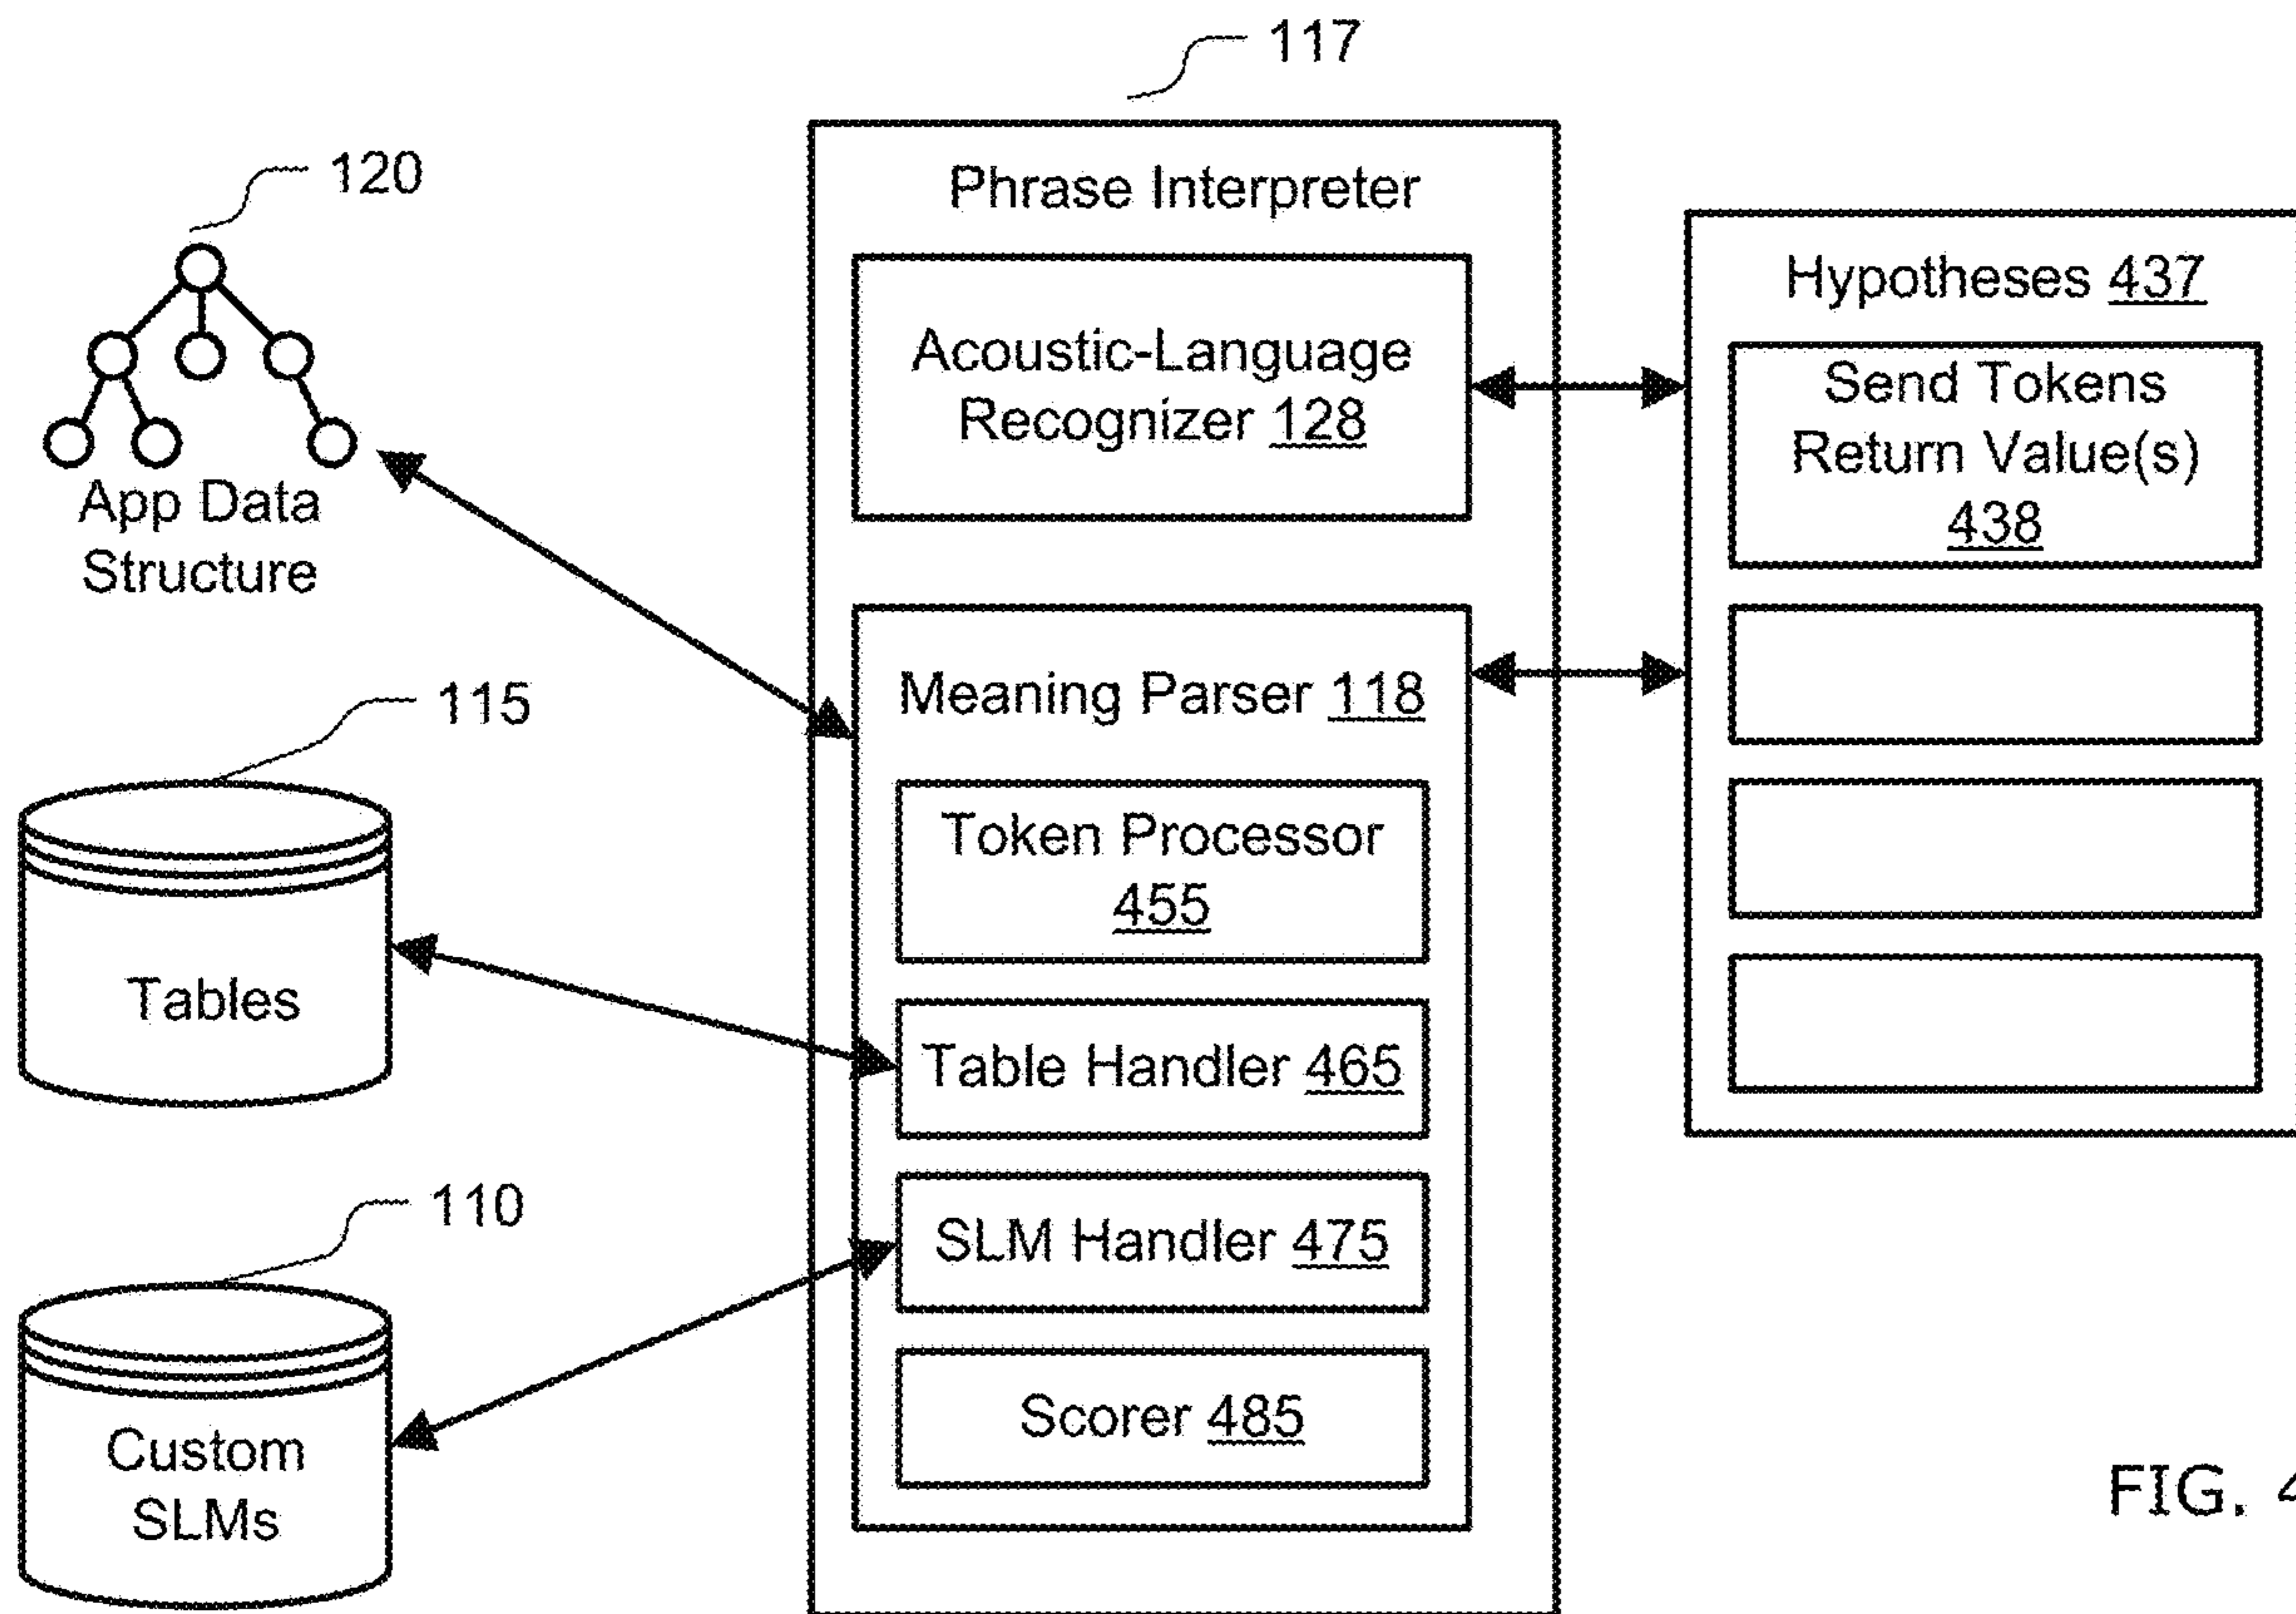 117
120
Phrase Interpreter
Acoustic-Language
Recognizer 128
Hypotheses 437
Send Tokens
Return Value(s)
438
App Data
Structure
115
Meaning Parser 118
Token Processor
455
Tables
Table Handler 465
110
SLM Handler 475
Custom
SLMs
Scorer 485
FIG. 4